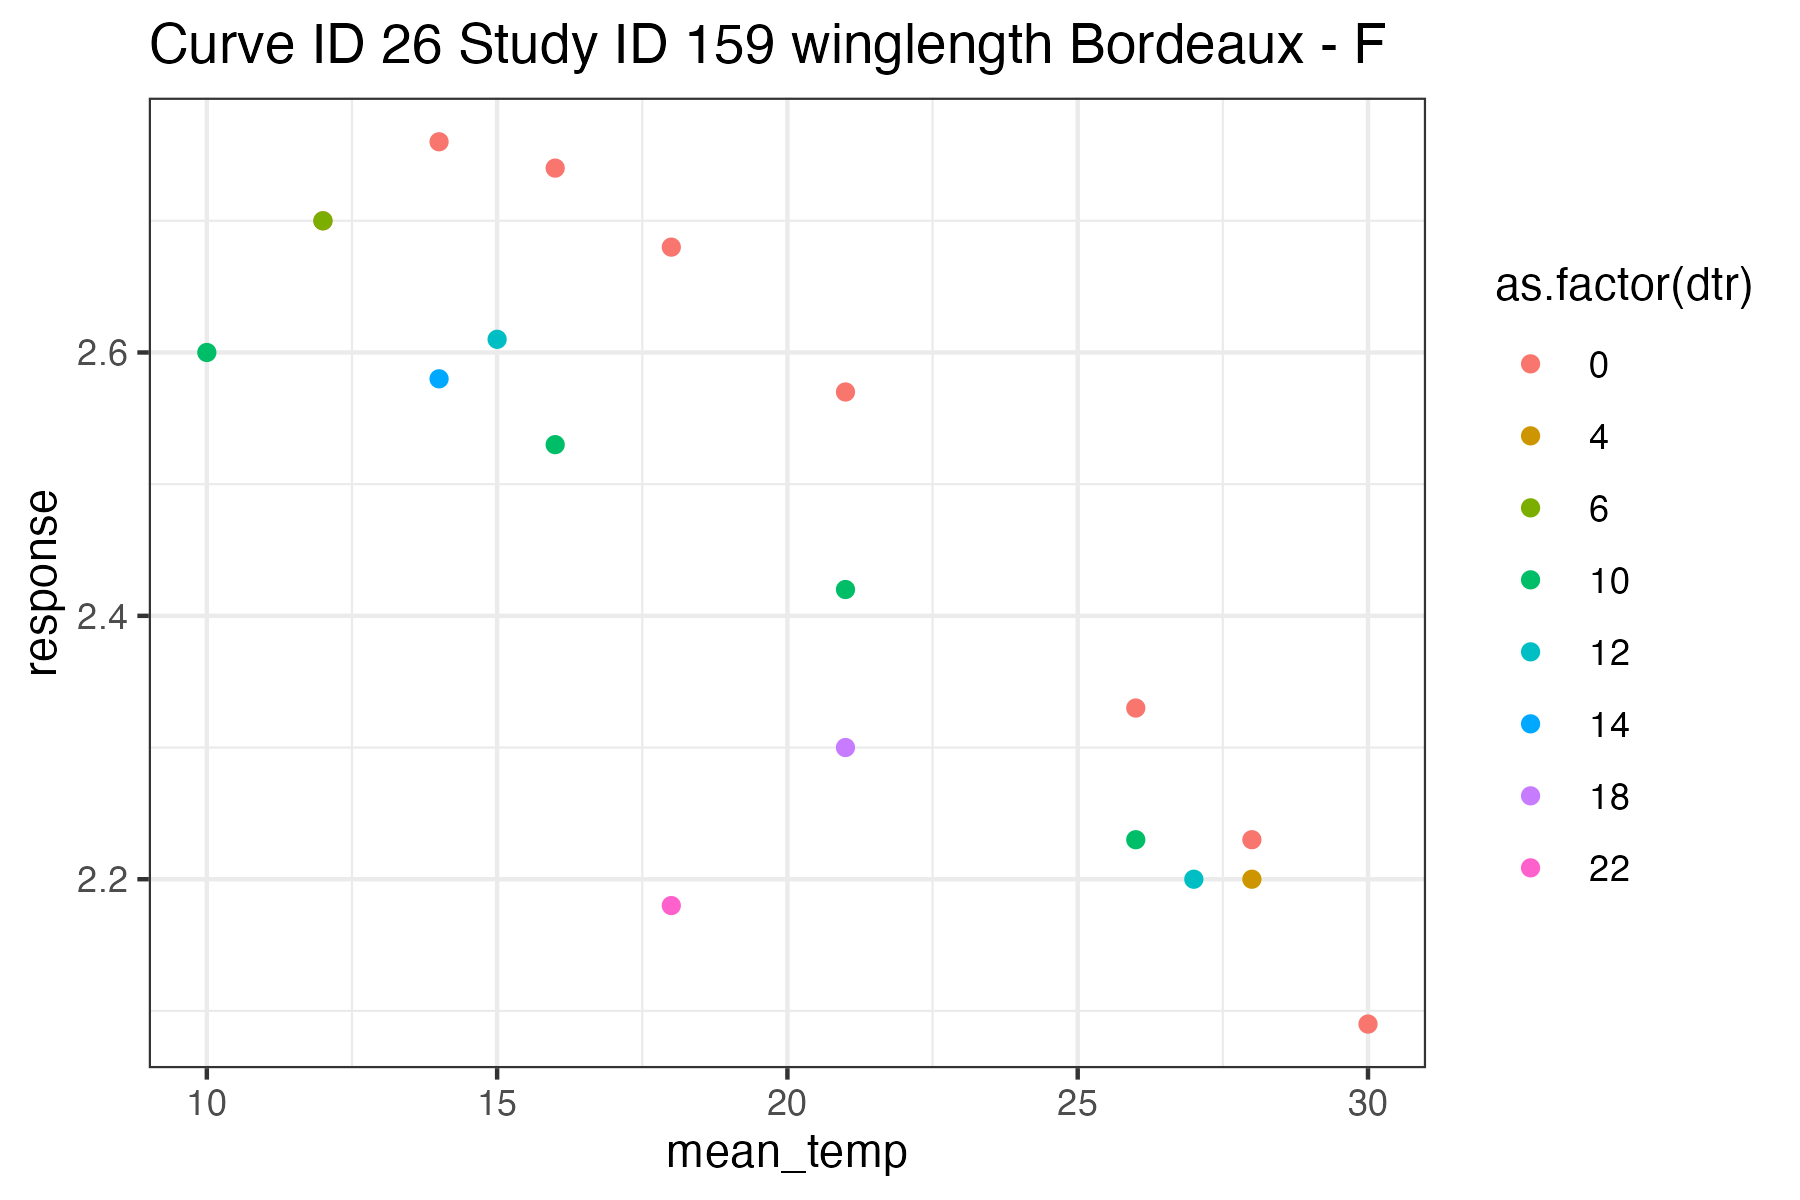 Curve ID 26 Study ID 159 winglength Bordeaux - F
response
2.6
2.4
2.2
10 15 20 25 30
mean_temp
as.factor(dtr)
0
4
6
10
12
14
18
22